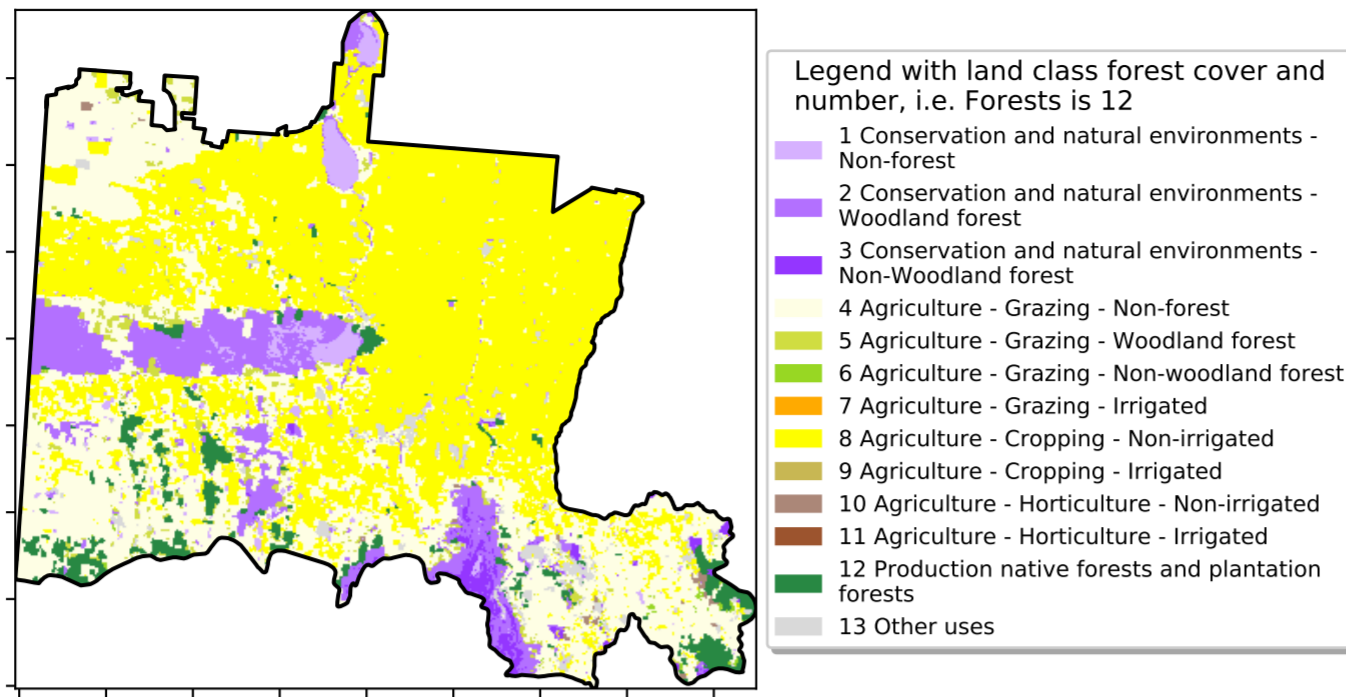 Legend with land class forest cover and
number, i.e. Forests is 12
1 Conservation and natural environments -
Non-forest
2 Conservation and natural environments -
Woodland forest
3 Conservation and natural environments -
Non-Woodland forest
4 Agriculture - Grazing - Non-forest
5 Agriculture - Grazing - Woodland forest
6 Agriculture - Grazing - Non-woodland forest
7 Agriculture - Grazing - Irrigated
8 Agriculture - Cropping - Non-irrigated
9 Agriculture - Cropping - Irrigated
10 Agriculture - Horticulture - Non-irrigated
11 Agriculture - Horticulture - Irrigated
12 Production native forests and plantation
forests
13 Other uses